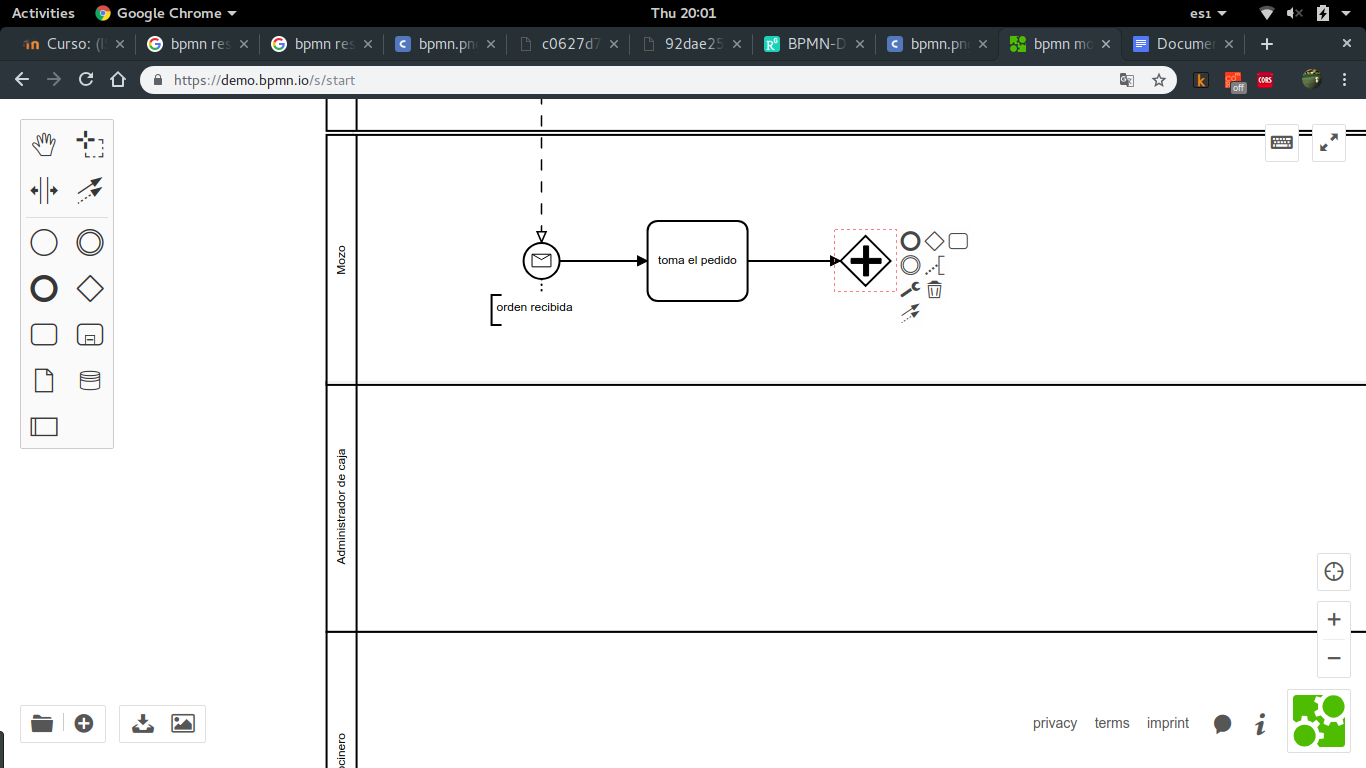 Activities Google Chrome Thu 20:01 es1
Curso: (I bpmn res bpmn res bpmn.pn c0627d7 92dae25 BPMN-D bpmn.pn bpmn mo Docume
https://demo.bpmn.io/s/start k off CORS
Mozo
toma el pedido
orden recibida
Administrador de caja
ocinero
privacy terms imprint